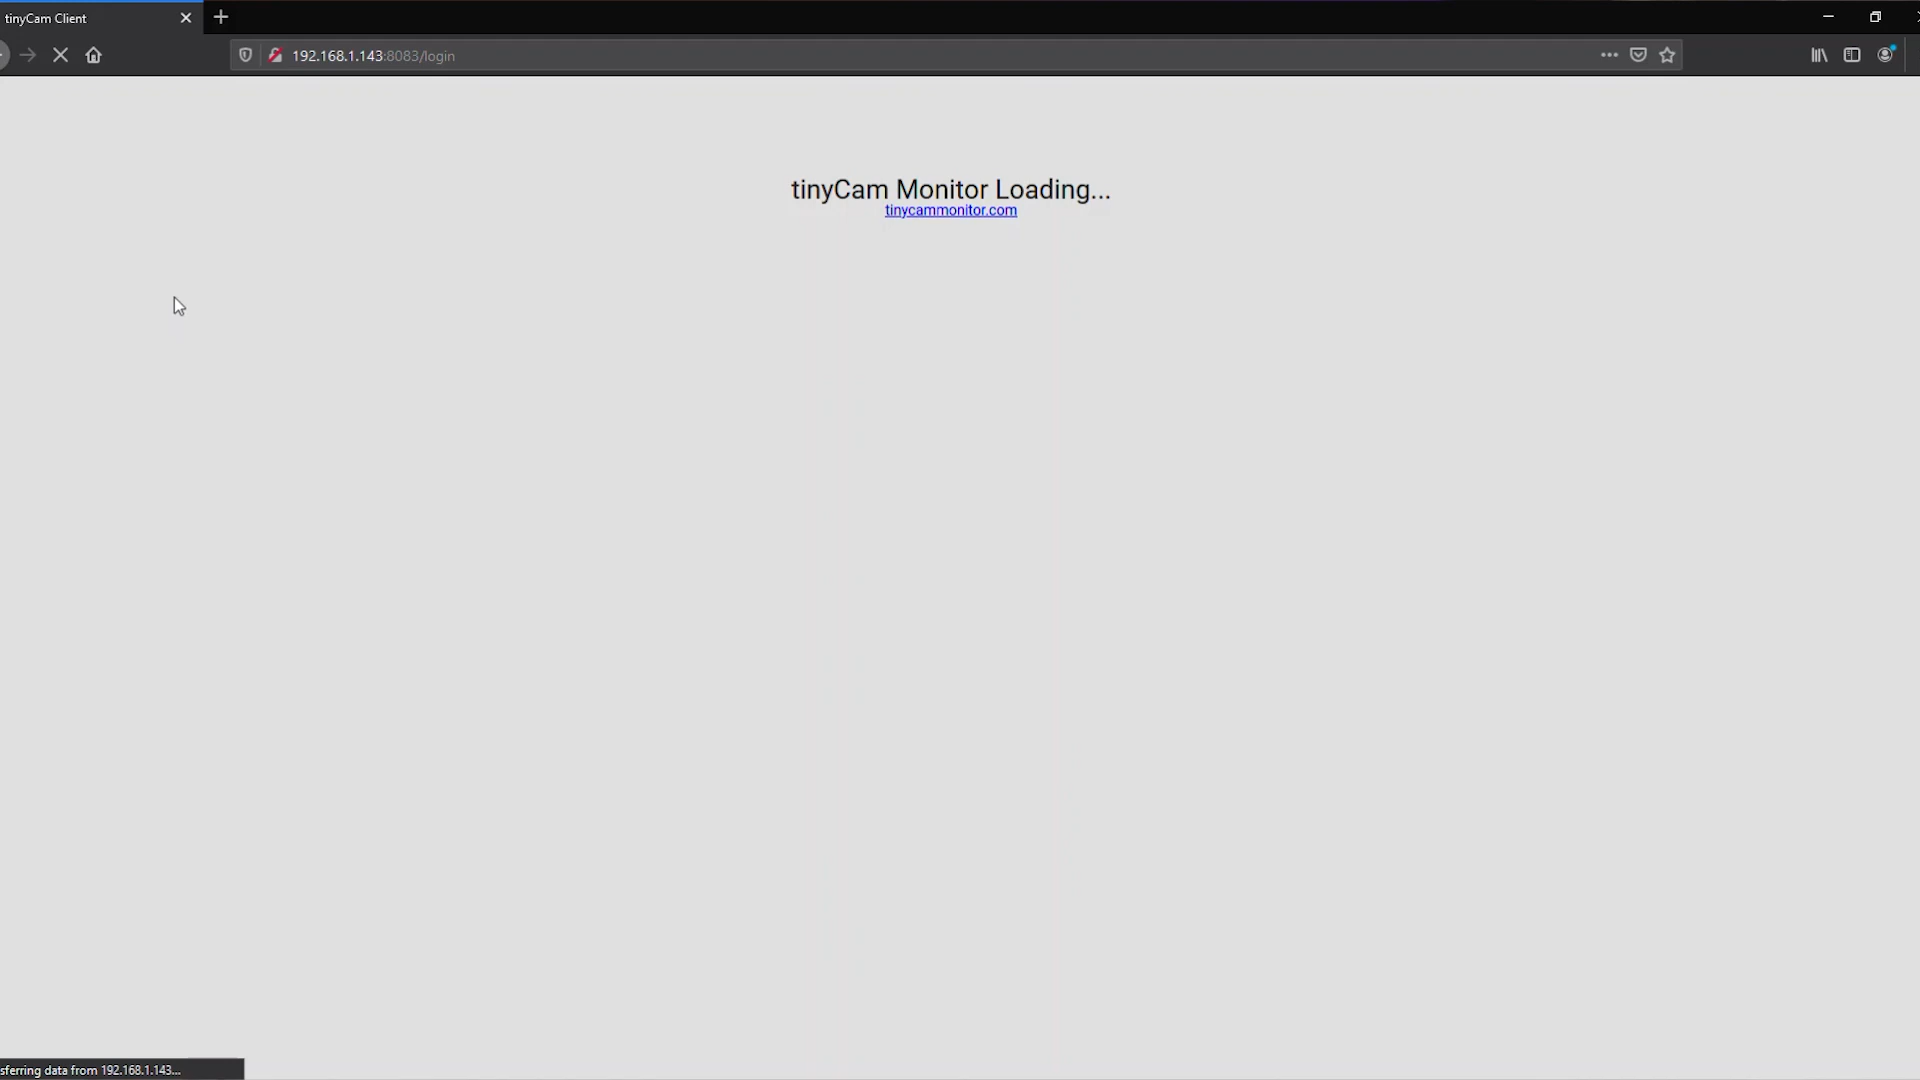 tinyCam Client
192.168.1.143:8083/login
tinyCam Monitor Loading...
tinycammonitor.com
sferring data from 192.168.1.143...